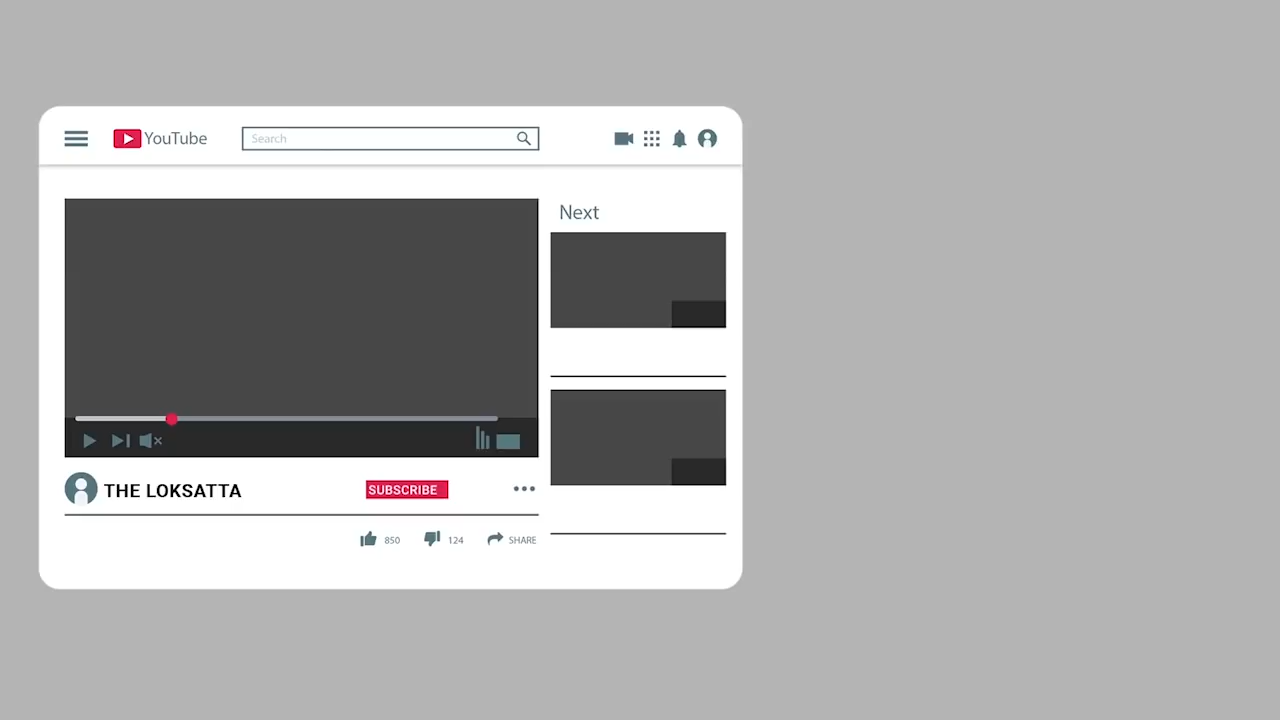 YouTube
Search
Next
THE LOKSATTA
SUBSCRIBE
850
124
SHARE